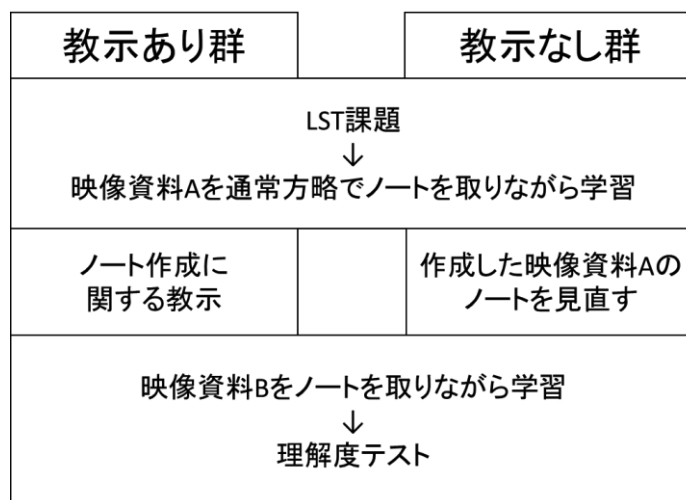 教示あり群
教示なし群
LST課題
↓
映像資料Aを通常方略でノートを取りながら学習
ノート作成に
関する教示
作成した映像資料Aの
ノートを見直す
映像資料Bをノートを取りながら学習
↓
理解度テスト